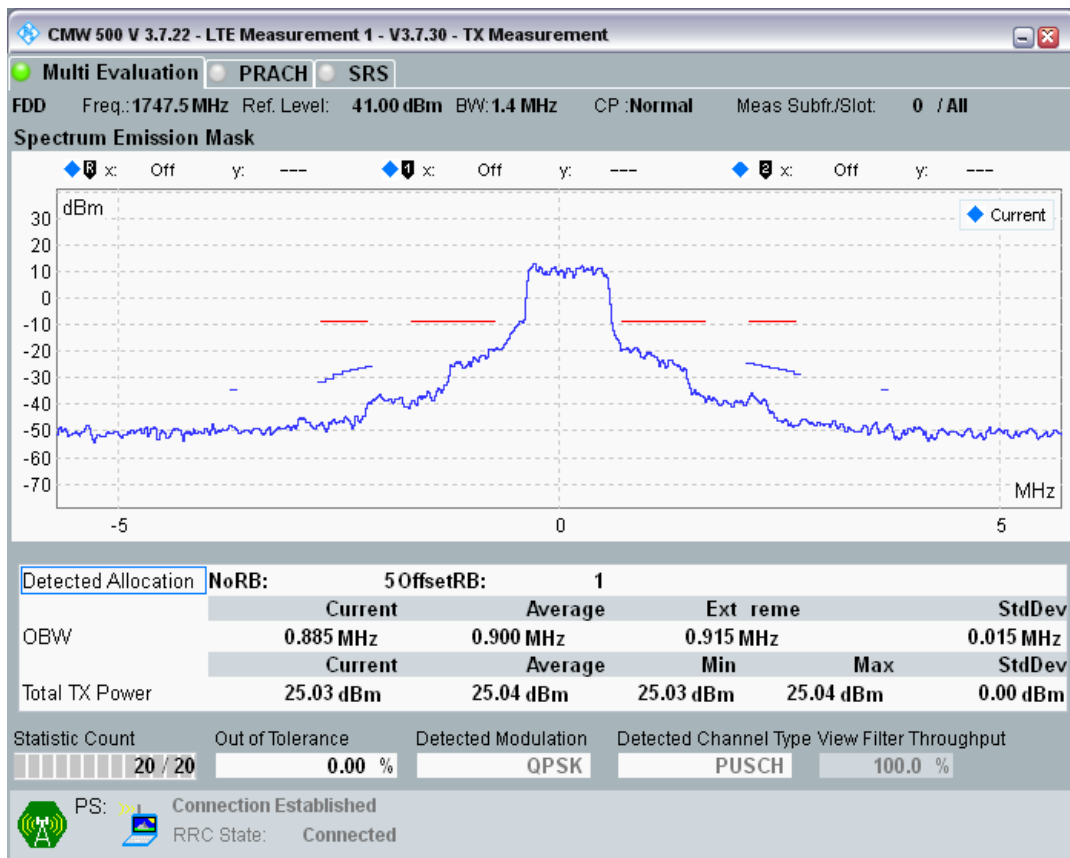 CMW 500 V 3.7.22 - LTE Measurement 1 - V3.7.30 - TX Measurement
Multi Evaluation PRACH SRS
FDD Freq.: 1747.5 MHz Ref. Level: 41.00 dBm BW: 1.4 MHz CP :Normal Meas Subfr./Slot: 0 / All
Spectrum Emission Mask
R x: Off y: --- 1 x: Off y: --- 2 x: Off y: ---
dBm
Current
30
20
10
0
-10
-20
-30
-40
-50
-60
-70
MHz
-5 0 5
Detected Allocation NoRB: 5 OffsetRB: 1
Current Average Ext reme StdDev
OBW 0.885 MHz 0.900 MHz 0.915 MHz 0.015 MHz
Current Average Min Max StdDev
Total TX Power 25.03 dBm 25.04 dBm 25.03 dBm 25.04 dBm 0.00 dBm
Statistic Count Out of Tolerance Detected Modulation Detected Channel Type View Filter Throughput
20 / 20 0.00 % QPSK PUSCH 100.0 %
PS: Connection Established
RRC State: Connected